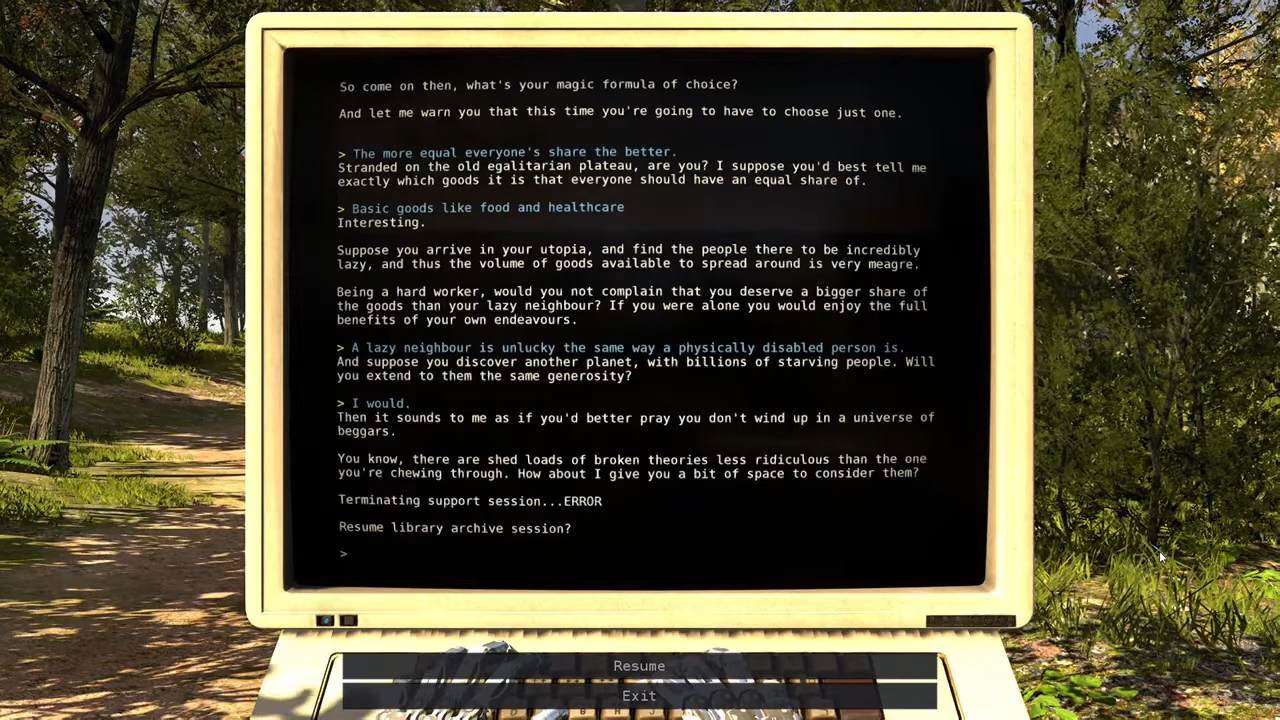 So come on then, what's your magic formula of choice?
And let me warn you that this time you're going to have to choose just one.
> The more equal everyone's share the better.
Stranded on the old egalitarian plateau, are you? I suppose you'd best tell me
exactly which goods it is that everyone should have an equal share of.
> Basic goods like food and healthcare
Interesting.
Suppose you arrive in your utopia, and find the people there to be incredibly
lazy, and thus the volume of goods available to spread around is very meagre.
Being a hard worker, would you not complain that you deserve a bigger share of
the goods than your lazy neighbour? If you were alone you would enjoy the full
benefits of your own endeavours.
> A lazy neighbour is unlucky the same way a physically disabled person is.
And suppose you discover another planet, with billions of starving people. Will
you extend to them the same generosity?
> I would.
Then it sounds to me as if you'd better pray you don't wind up in a universe of
beggars.
You know, there are shed loads of broken theories less ridiculous than the one
you're chewing through. How about I give you a bit of space to consider them?
Terminating support session...ERROR
Resume library archive session?
>
Resume
Exit